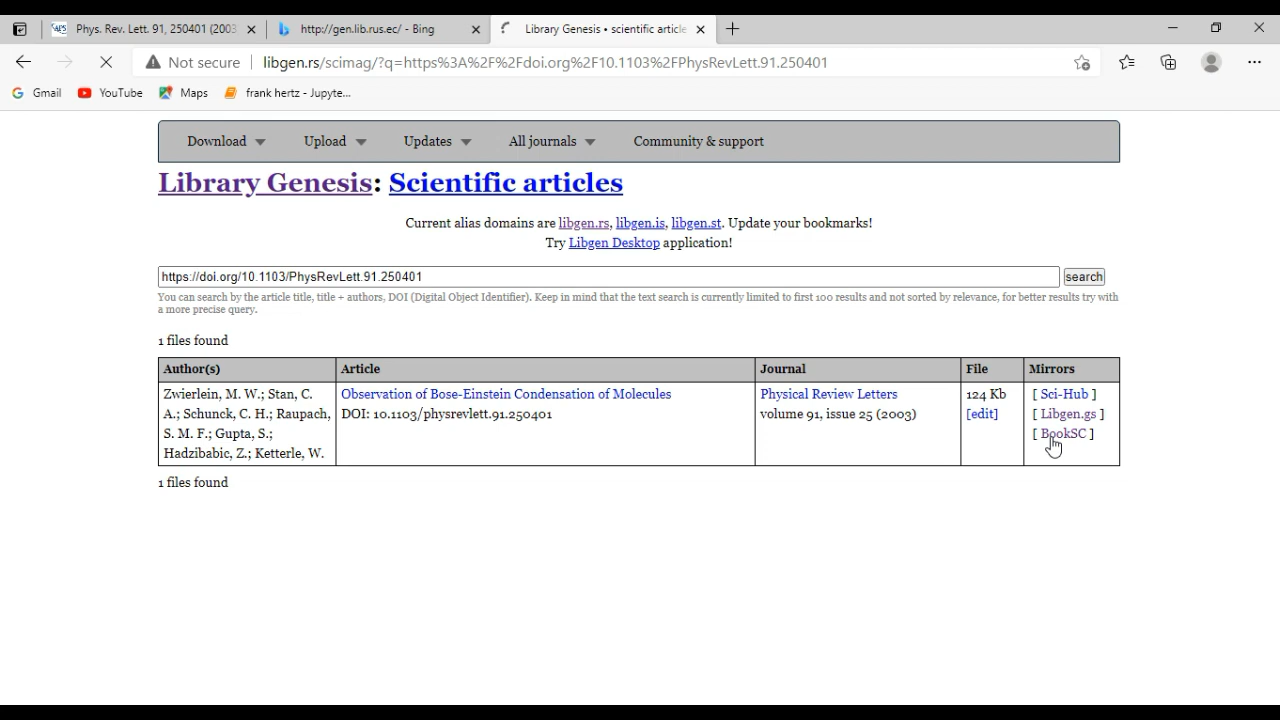 Phys. Rev. Lett. 91, 250401 (2003
http://gen.lib.rus.ec/ - Bing
Library Genesis • scientific article
Not secure
libgen.rs/scimag/?q=https%3A%2F%2Fdoi.org%2F10.1103%2FPhysRevLett.91.250401
Gmail
YouTube
Maps
frank hertz - Jupyte...
Download
Upload
Updates
All journals
Community & support
Library Genesis: Scientific articles
Current alias domains are libgen.rs, libgen.is, libgen.st. Update your bookmarks!
Try Libgen Desktop application!
https://doi.org/10.1103/PhysRevLett.91.250401
search
You can search by the article title, title + authors, DOI (Digital Object Identifier). Keep in mind that the text search is currently limited to first 100 results and not sorted by relevance, for better results try with
a more precise query.
1 files found
Author(s)
Article
Journal
File
Mirrors
Zwierlein, M. W.; Stan, C.
A.; Schunck, C. H.; Raupach,
S. M. F.; Gupta, S.;
Hadzibabic, Z.; Ketterle, W.
Observation of Bose-Einstein Condensation of Molecules
DOI: 10.1103/physrevlett.91.250401
Physical Review Letters
volume 91, issue 25 (2003)
124 Kb
[edit]
[ Sci-Hub ]
[ Libgen.gs ]
[ BookSC ]
1 files found